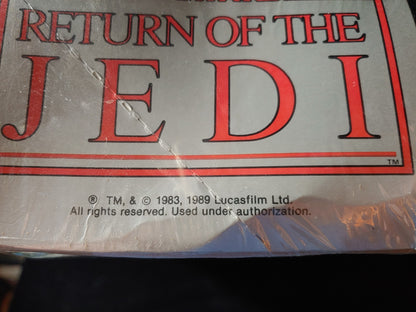 RETURN OF THE
JEDI
TM
® TM, & © 1983, 1989 Lucasfilm Ltd.
All rights reserved. Used under authorization.